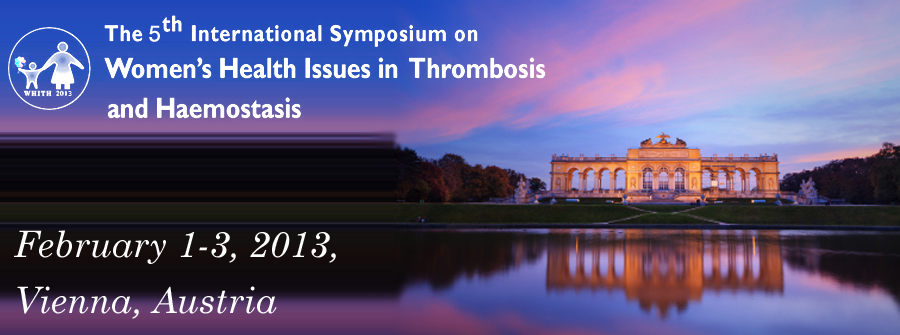 The 5th International Symposium on
Women's Health Issues in Thrombosis
and Haemostasis
WHITH 2013
February 1-3, 2013,
Vienna, Austria